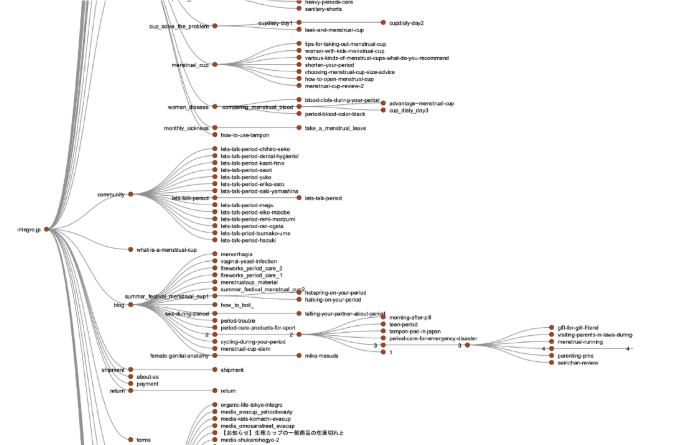 heavy-periods-care
sanitary-shorts
cup_solve_the_problem
cupdialy-day1
cupdialy-day2
leak-and-menstrual-cup
menstrual_cup
tips-for-taking-out-menstrual-cup
women-with-kids-menstrual-cup
various-kinds-of-menstrual-cups-what-do-you-recommend
shorten-your-period
choosing-menstrual-cup-size-advice
how-to-open-menstrual-cup
menstrual-cup-review-2
women_disease
comparing_menstrual_blood
blood-clots-during-your-period
advantage-menstrual-cup
cup_dialy_day3
period-blood-color-black
monthly_sickness
take_a_menstrual_leave
how-to-use-tampon
community
lets-talk-period-chihiro-seko
lets-talk-period-dental-hygienist
lets-talk-period-kaori-hino
lets-talk-period-saori
lets-talk-period-yuko
lets-talk-period-eriko-sato
lets-talk-period-saki-yamashina
lets-talk-period
lets-talk-period
lets-talk-period-megu
lets-talk-period-eiko-mizobe
lets-talk-period-remi-morizumi
lets-talk-period-ran-ogata
lets-talk-priod-tsumako-ume
lets-talk-period-hazuki
integro.jp
what-is-a-menstrual-cup
blog
menorrhagia
vaginal-yeast-infection
fireworks_period_care_2
fireworks_period_care_1
menstrualcup_material
summer_festival_menstrual_cup2
summer_festival_menstrual_cup1
hotspring-on-your-period
haiking-on-your-period
how_to_boil_
sex-during-period
telling-your-partner-about-period
period-trouble
period-care-products-for-sport
2
2
morning-after-pill
teen-period
tampon-pad-in-japan
period-care-for-emergency-disaster
3
3
1
gift-for-girl-friend
visiting-parents-in-laws-during-
menstrual-running
4
4
parenting-pms
seirichan-review
cycling-during-your-period
menstrual-cup-stem
female-genital-anatomy
mika-masuda
shipment
shipment
about-us
payment
return
return
terms
organic-life-tokyo-integro
media_evacup_yahoobeauty
media-kids-komachi-evacup
media_omosanstreet_evacup
【お知らせ】生理カップの一部商品の在庫切れと
media-shukanshogyo-2